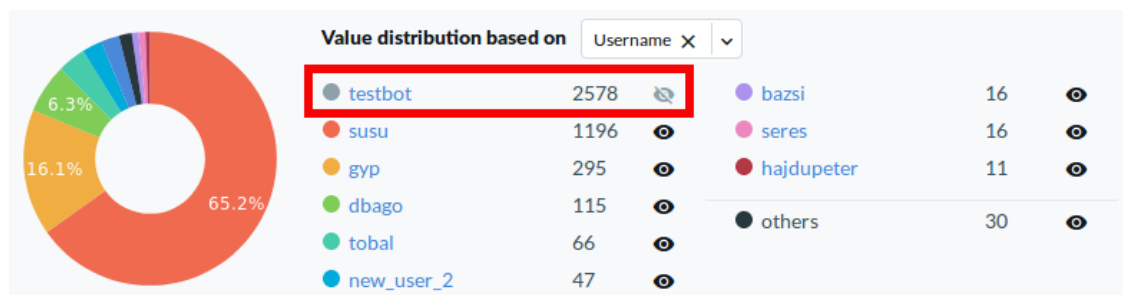 Value distribution based on Username
testbot 2578
susu 1196
gyp 295
dbago 115
tobal 66
new_user_2 47
bazsi 16
seres 16
hajdupeter 11
others 30
6.3%
16.1%
65.2%